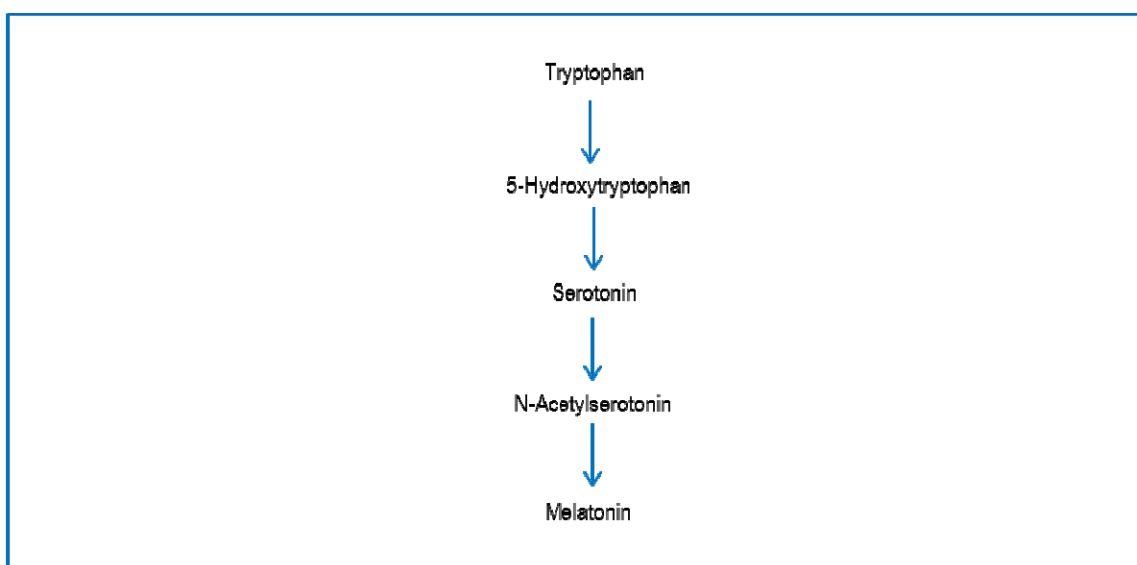 Tryptophan
5-Hydroxytryptophan
Serotonin
N-Acetylserotonin
Melatonin